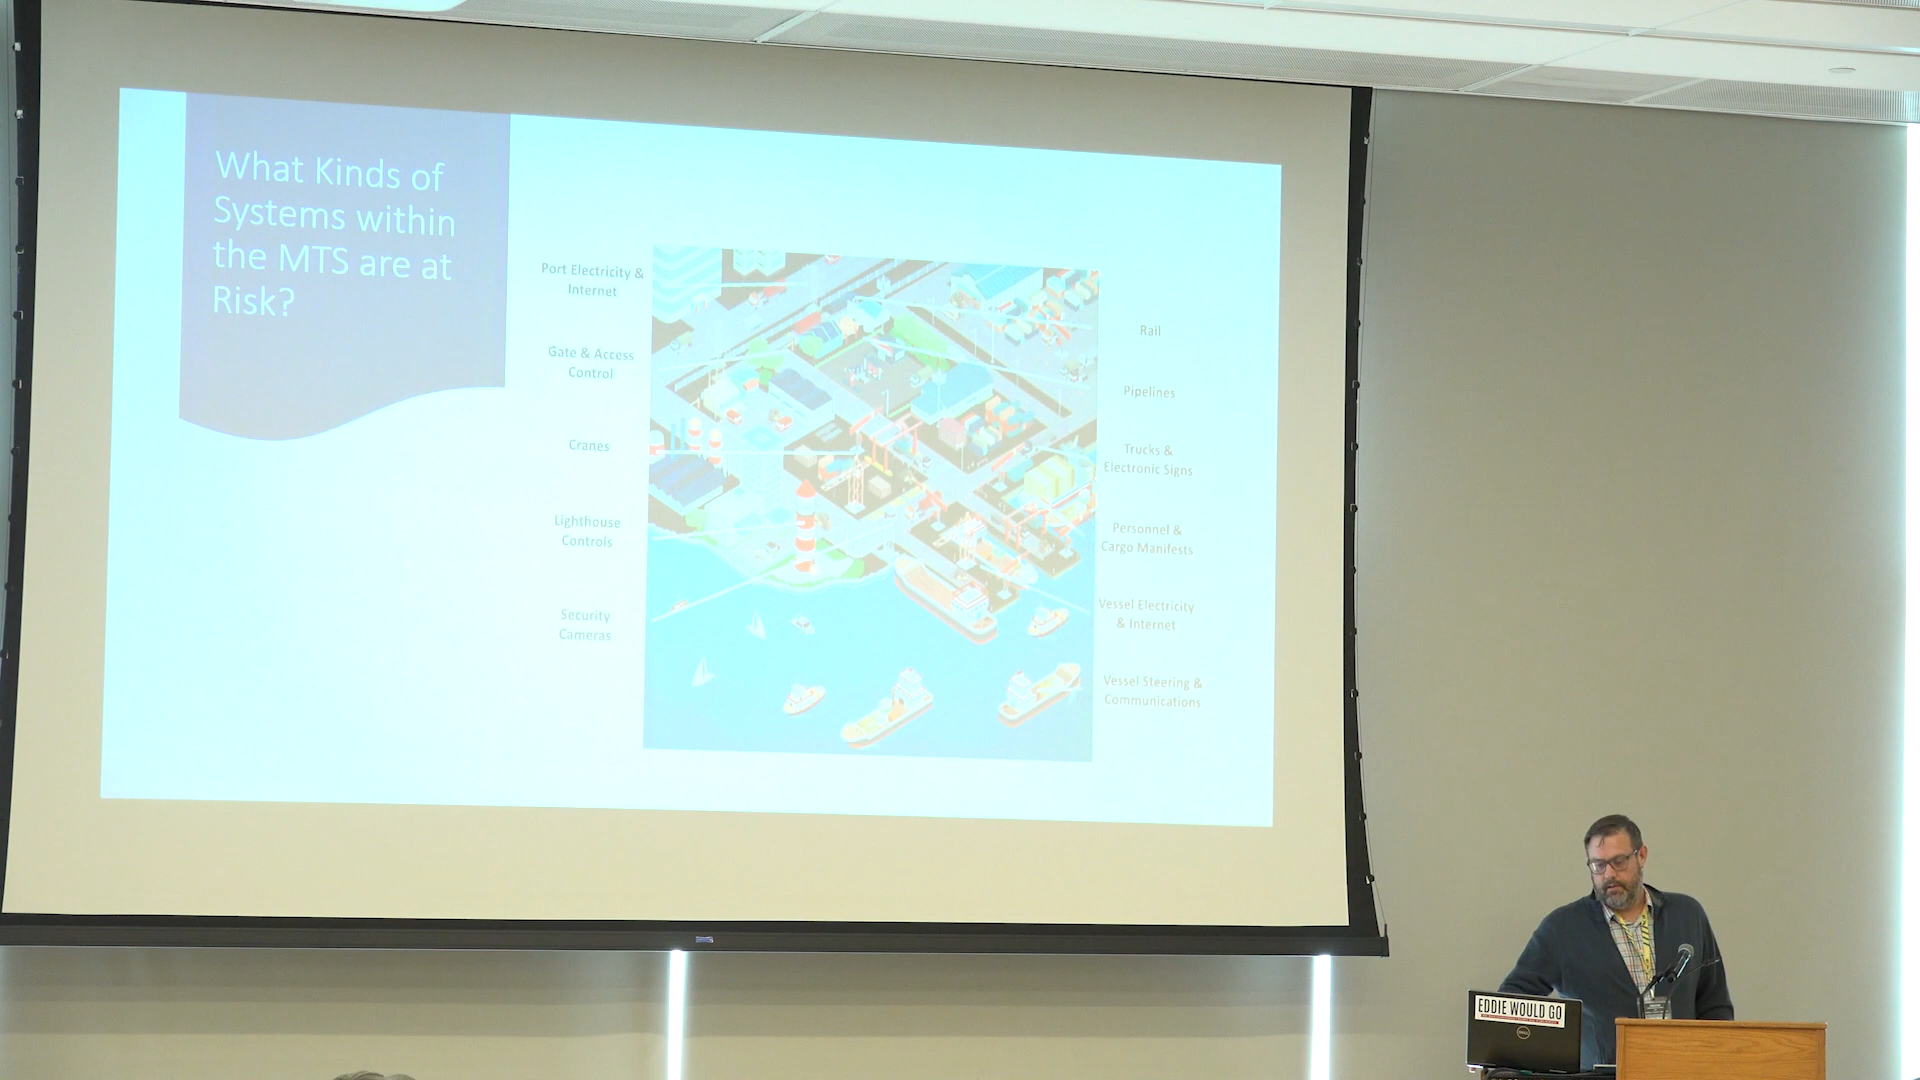 What Kinds of
Systems within
the MTS are at
Risk?
Port Electricity &
Internet
Gate & Access
Control
Cranes
Lighthouse
Controls
Security
Cameras
Rail
Pipelines
Trucks &
Electronic Signs
Personnel &
Cargo Manifests
Vessel Electricity
& Internet
Vessel Steering &
Communications
EDDIE WOULD GO
DELL